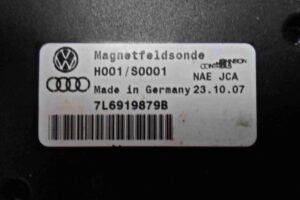 Magnetfeldsonde
H001/S0001
NAE JCA
Made in Germany 23.10.07
7L6919879B